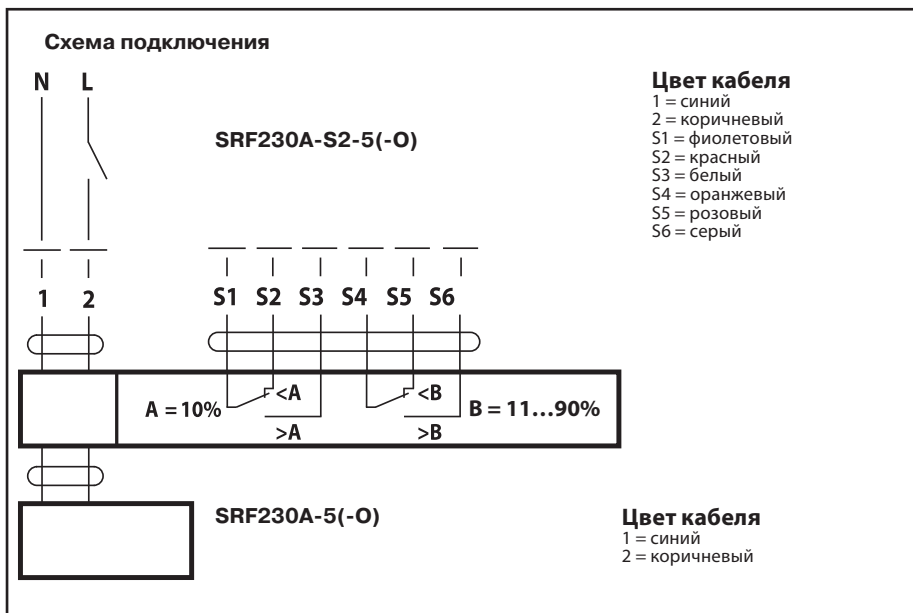 Схема подключения
N L
SRF230A-S2-5(-O)
Цвет кабеля
1 = синий
2 = коричневый
S1 = фиолетовый
S2 = красный
S3 = белый
S4 = оранжевый
S5 = розовый
S6 = серый
1 2 S1 S2 S3 S4 S5 S6
A = 10% <A <B B = 11...90%
>A >B
SRF230A-5(-O)
Цвет кабеля
1 = синий
2 = коричневый